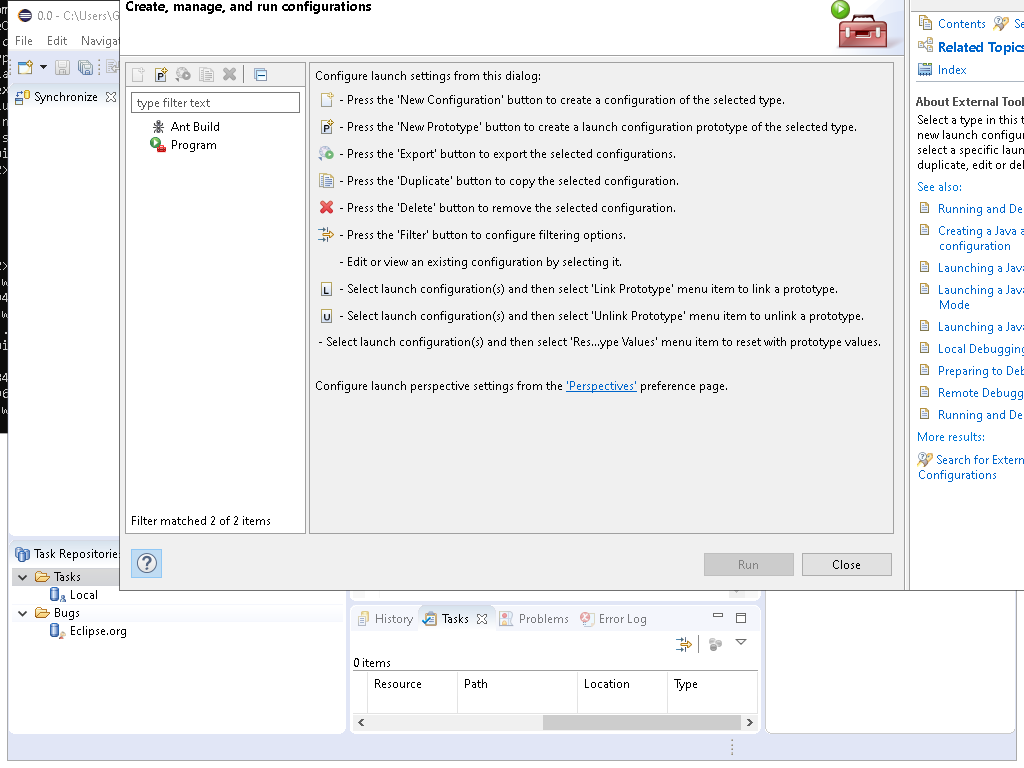 Create, manage, and run configurations
0.0 - C:\Users\G
File Edit Naviga
Synchronize
type filter text
Ant Build
Program
Filter matched 2 of 2 items
Configure launch settings from this dialog:
- Press the 'New Configuration' button to create a configuration of the selected type.
- Press the 'New Prototype' button to create a launch configuration prototype of the selected type.
- Press the 'Export' button to export the selected configurations.
- Press the 'Duplicate' button to copy the selected configuration.
- Press the 'Delete' button to remove the selected configuration.
- Press the 'Filter' button to configure filtering options.
- Edit or view an existing configuration by selecting it.
L - Select launch configuration(s) and then select 'Link Prototype' menu item to link a prototype.
U - Select launch configuration(s) and then select 'Unlink Prototype' menu item to unlink a prototype.
- Select launch configuration(s) and then select 'Res...ype Values' menu item to reset with prototype values.
Configure launch perspective settings from the 'Perspectives' preference page.
Run Close
Contents Se
Related Topics
Index
About External Tool
Select a type in this t
new launch configur
select a specific laun
duplicate, edit or del
See also:
Running and De
Creating a Java a
configuration
Launching a Java
Launching a Java
Mode
Launching a Java
Local Debugging
Preparing to Deb
Remote Debugg
Running and De
More results:
Search for Extern
Configurations
Task Repositories
Tasks
Local
Bugs
Eclipse.org
History Tasks Problems Error Log
0 items
Resource Path Location Type